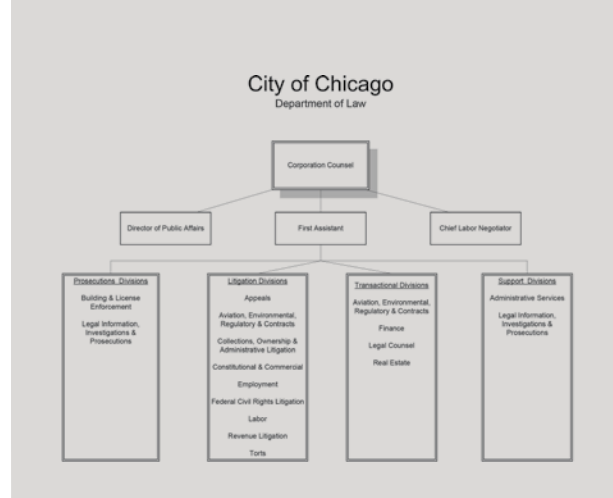 City of Chicago
Department of Law
Corporation Counsel
Director of Public Affairs
First Assistant
Chief Labor Negotiator
Prosecutions Divisions
Building & License
Enforcement
Legal Information,
Investigations &
Prosecutions
Litigation Divisions
Appeals
Aviation, Environmental,
Regulatory & Contracts
Collections, Ownership &
Administrative Litigation
Constitutional & Commercial
Employment
Federal Civil Rights Litigation
Labor
Revenue Litigation
Torts
Transactional Divisions
Aviation, Environmental,
Regulatory & Contracts
Finance
Legal Counsel
Real Estate
Support Divisions
Administrative Services
Legal Information,
Investigations &
Prosecutions